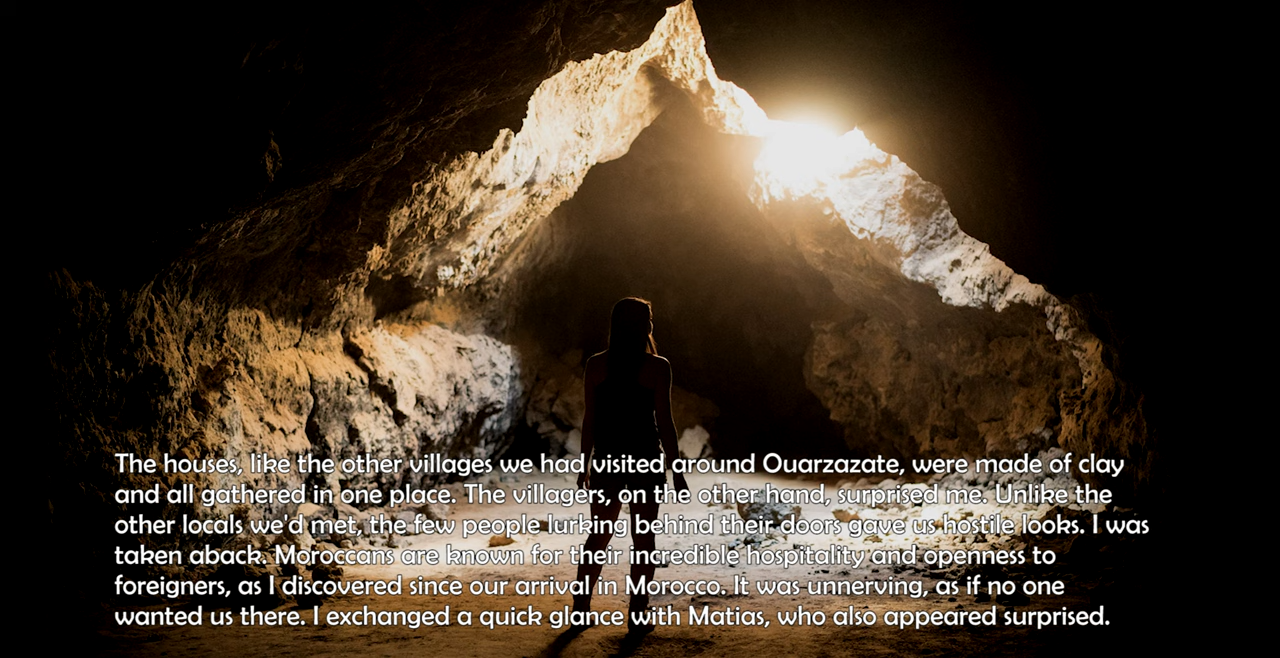 The houses, like the other villages we had visited around Ouarzazate, were made of clay
and all gathered in one place. The villagers, on the other hand, surprised me. Unlike the
other locals we'd met, the few people lurking behind their doors gave us hostile looks. I was
taken aback. Moroccans are known for their incredible hospitality and openness to
foreigners, as I discovered since our arrival in Morocco. It was unnerving, as if no one
wanted us there. I exchanged a quick glance with Matias, who also appeared surprised.